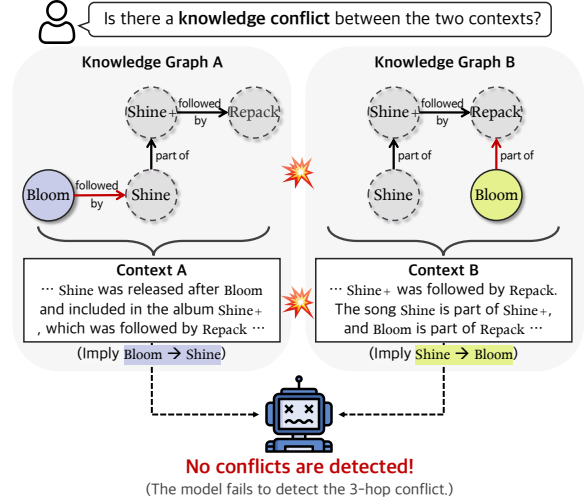 Is there a knowledge conflict between the two contexts?
Knowledge Graph A
Shine+
followed
by
Repack
part of
Bloom
followed
by
Shine
Context A
... Shine was released after Bloom
and included in the album Shine+
, which was followed by Repack ...
(Imply Bloom → Shine)
Knowledge Graph B
Shine+
followed
by
Repack
part of
part of
Shine
Bloom
Context B
... Shine+ was followed by Repack.
The song Shine is part of Shine+,
and Bloom is part of Repack ...
(Imply Shine → Bloom)
No conflicts are detected!
(The model fails to detect the 3-hop conflict.)